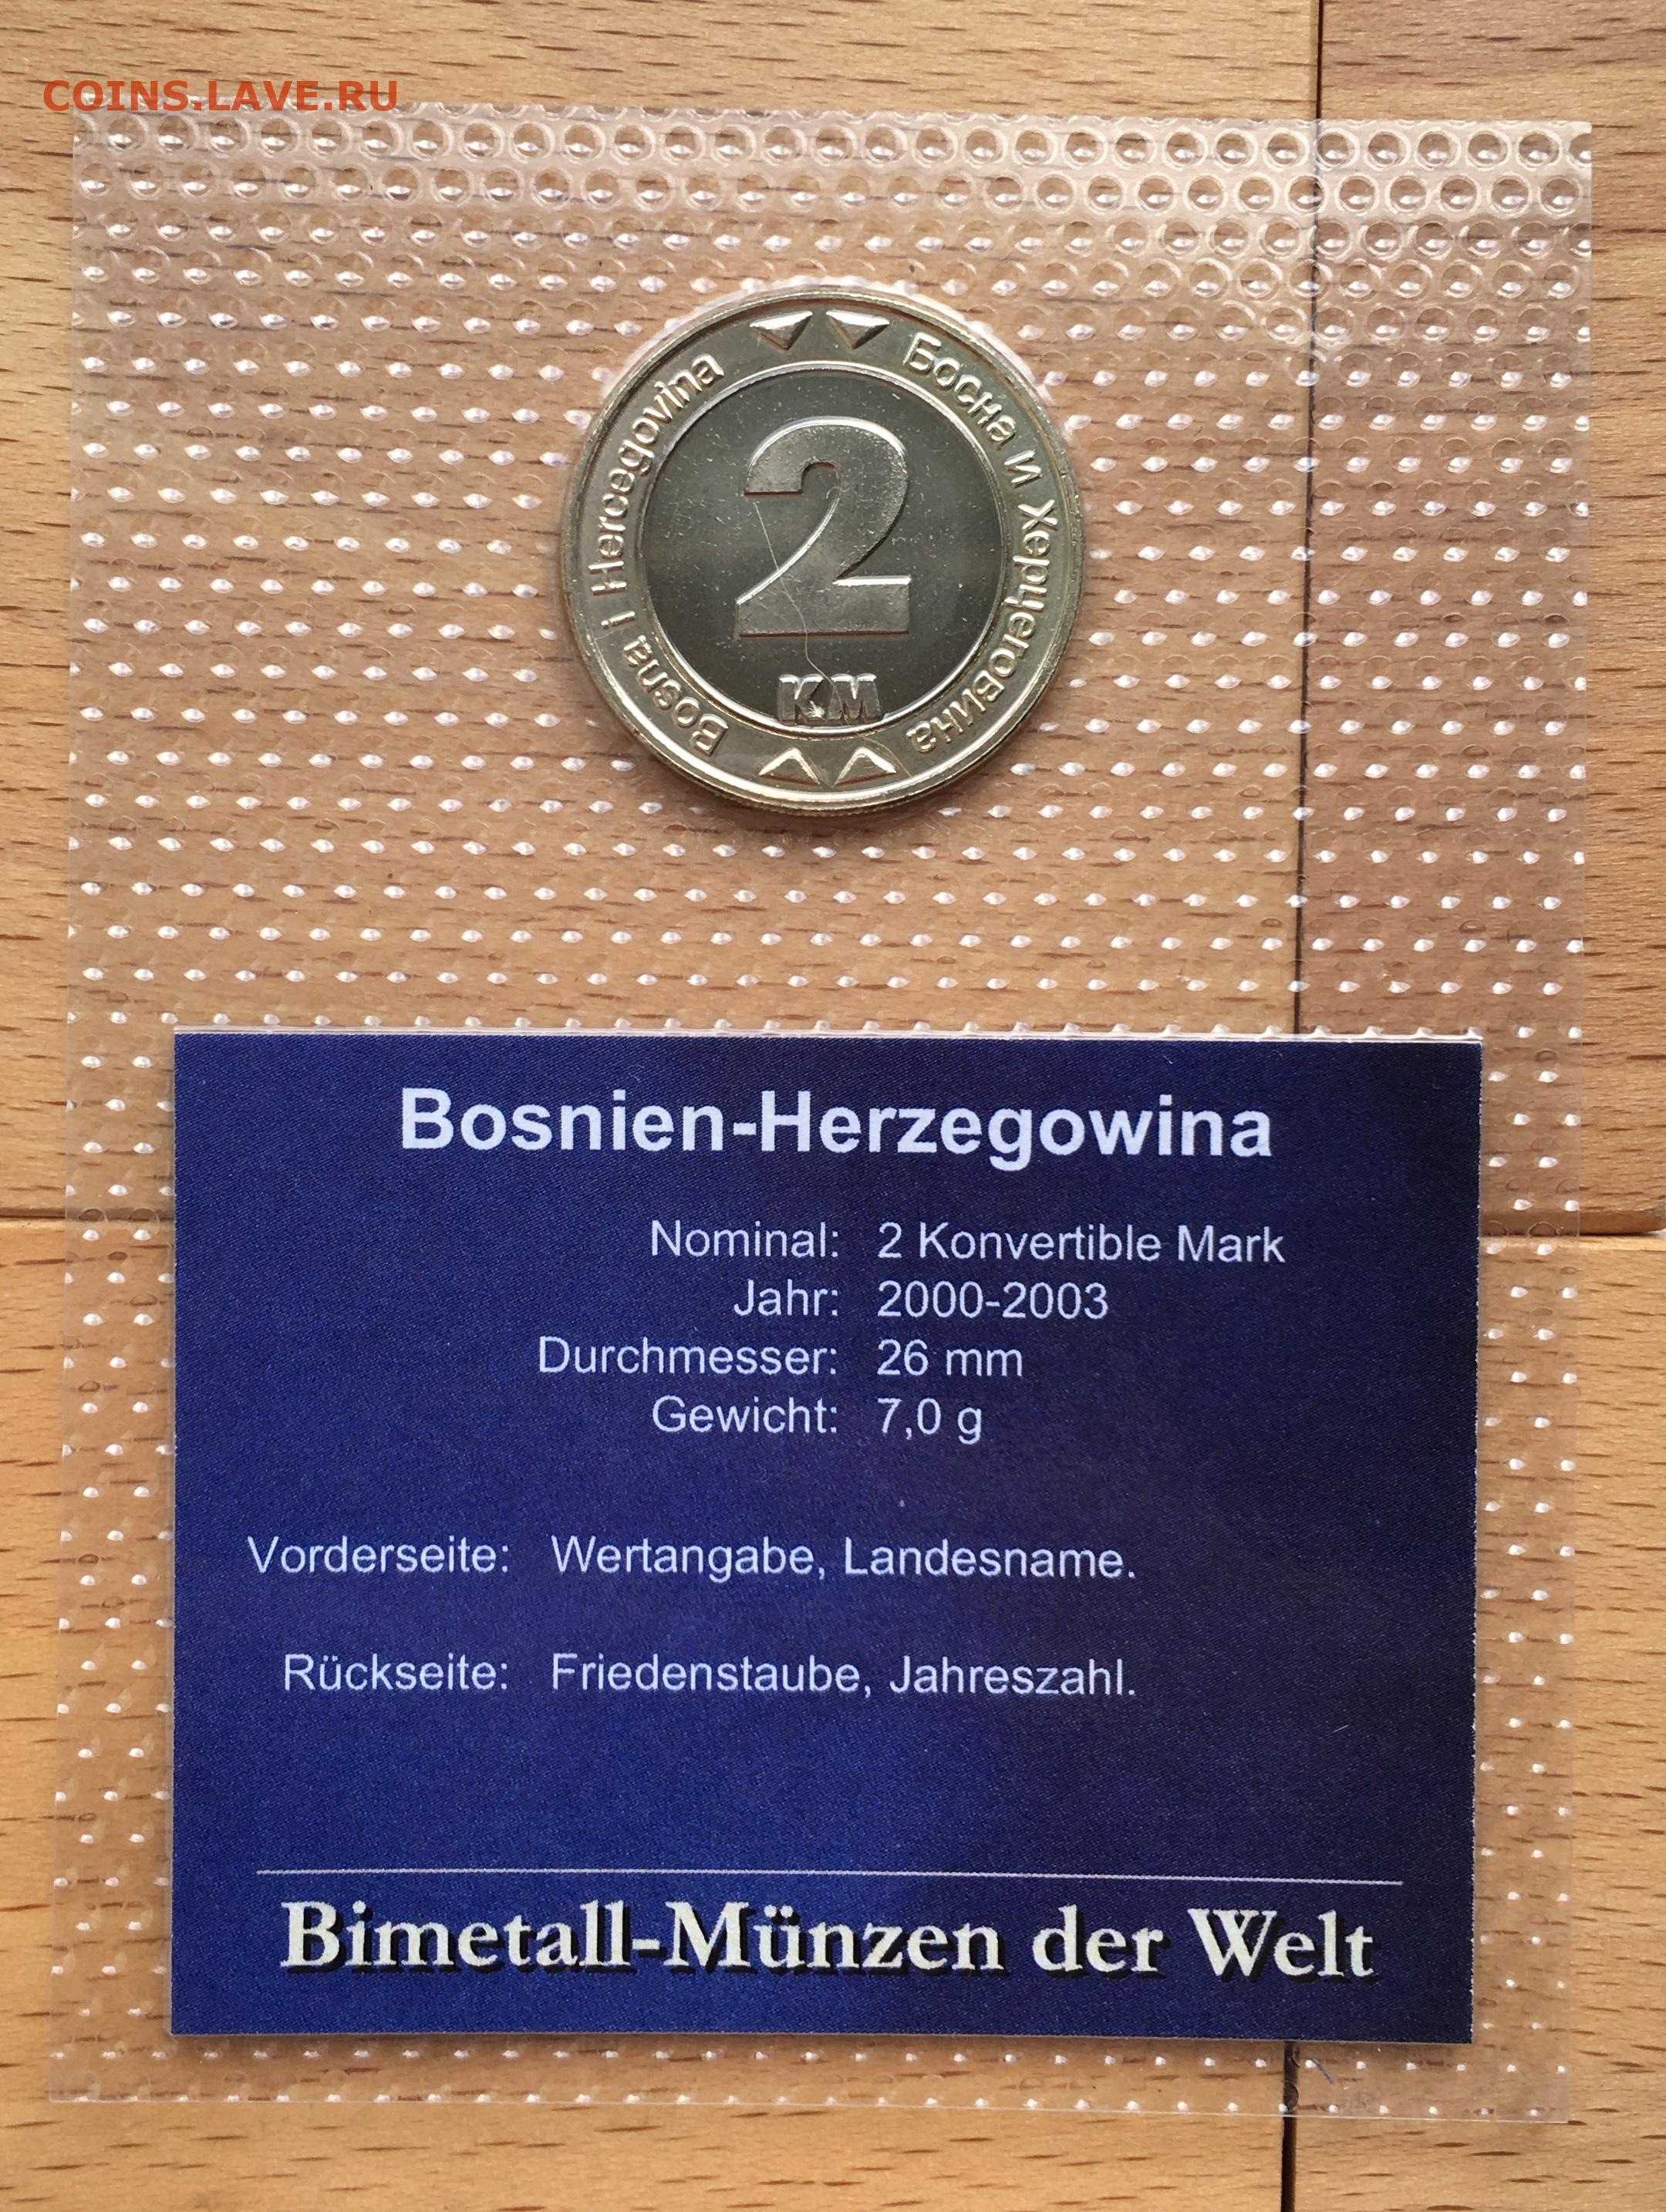 COINS.LAVE.RU
Bosna i Hercegovina
Босна и Херцеговина
2
KM
Bosnien-Herzegowina
Nominal: 2 Konvertible Mark
Jahr: 2000-2003
Durchmesser: 26 mm
Gewicht: 7,0 g
Vorderseite: Wertangabe, Landesname.
Rückseite: Friedenstaube, Jahreszahl.
Bimetall-Münzen der Welt